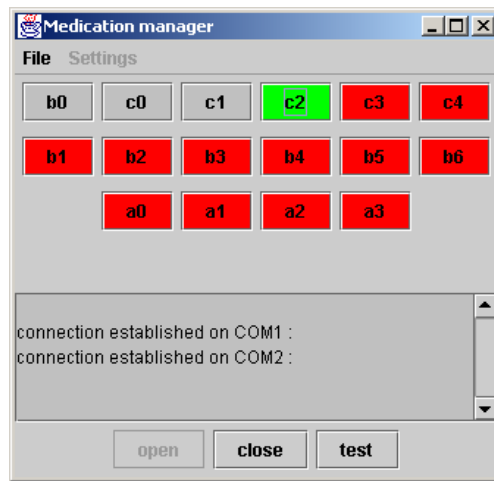 Medication manager
File Settings
b0 c0 c1 c2 c3 c4
b1 b2 b3 b4 b5 b6
a0 a1 a2 a3
connection established on COM1 :
connection established on COM2 :
open close test